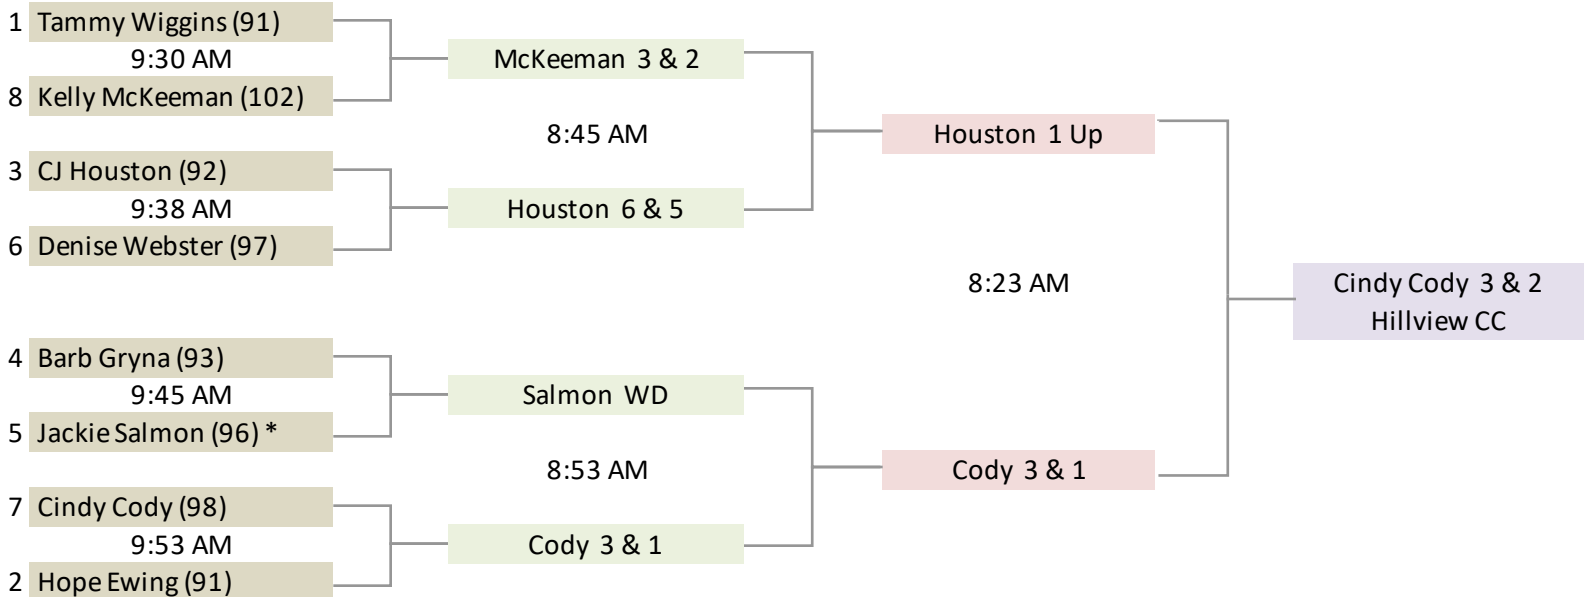 1 Tammy Wiggins (91)
9:30 AM
8 Kelly McKeeman (102)
McKeeman 3 & 2
8:45 AM
3 CJ Houston (92)
9:38 AM
6 Denise Webster (97)
Houston 6 & 5
Houston 1 Up
8:23 AM
Cindy Cody 3 & 2
Hillview CC
4 Barb Gryna (93)
9:45 AM
5 Jackie Salmon (96) *
Salmon WD
8:53 AM
7 Cindy Cody (98)
9:53 AM
2 Hope Ewing (91)
Cody 3 & 1
Cody 3 & 1